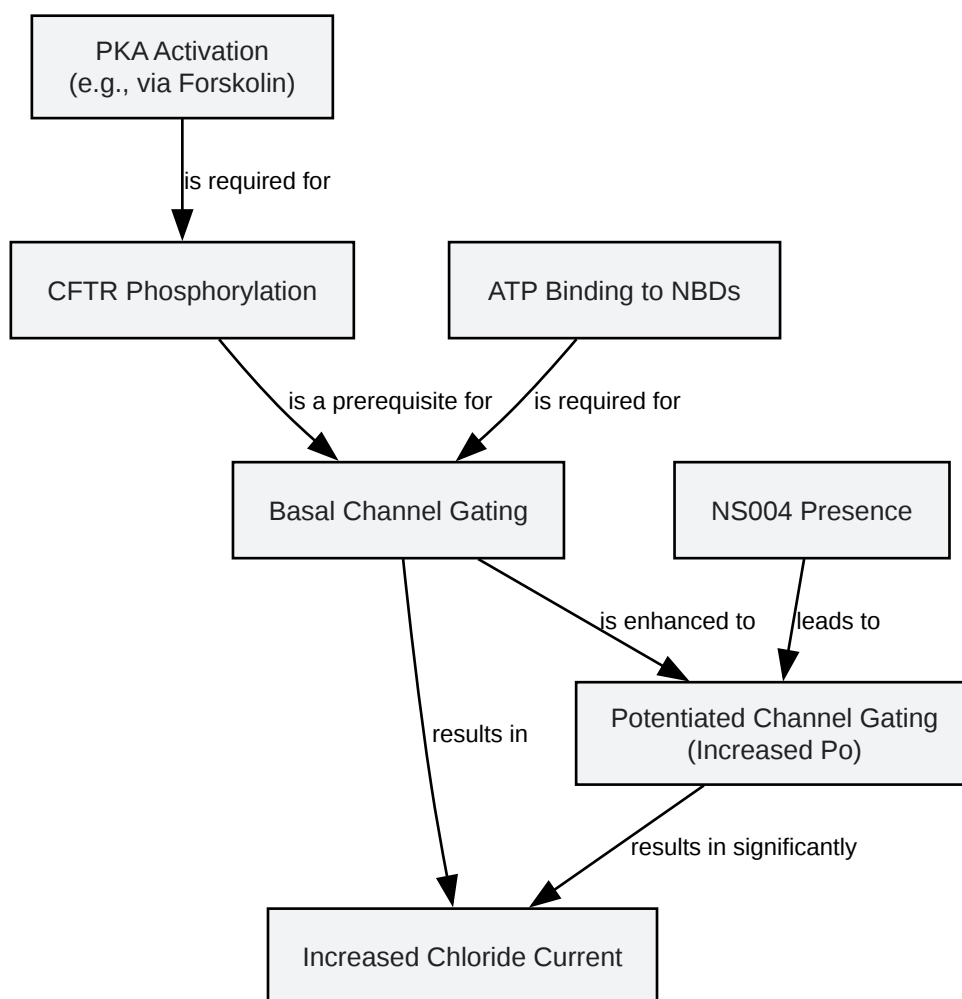 PKA Activation
(e.g., via Forskolin)
is required for
CFTR Phosphorylation
ATP Binding to NBDs
is a prerequisite for
is required for
Basal Channel Gating
NS004 Presence
is enhanced to
leads to
Potentiated Channel Gating
(Increased Po)
results in
results in significantly
Increased Chloride Current